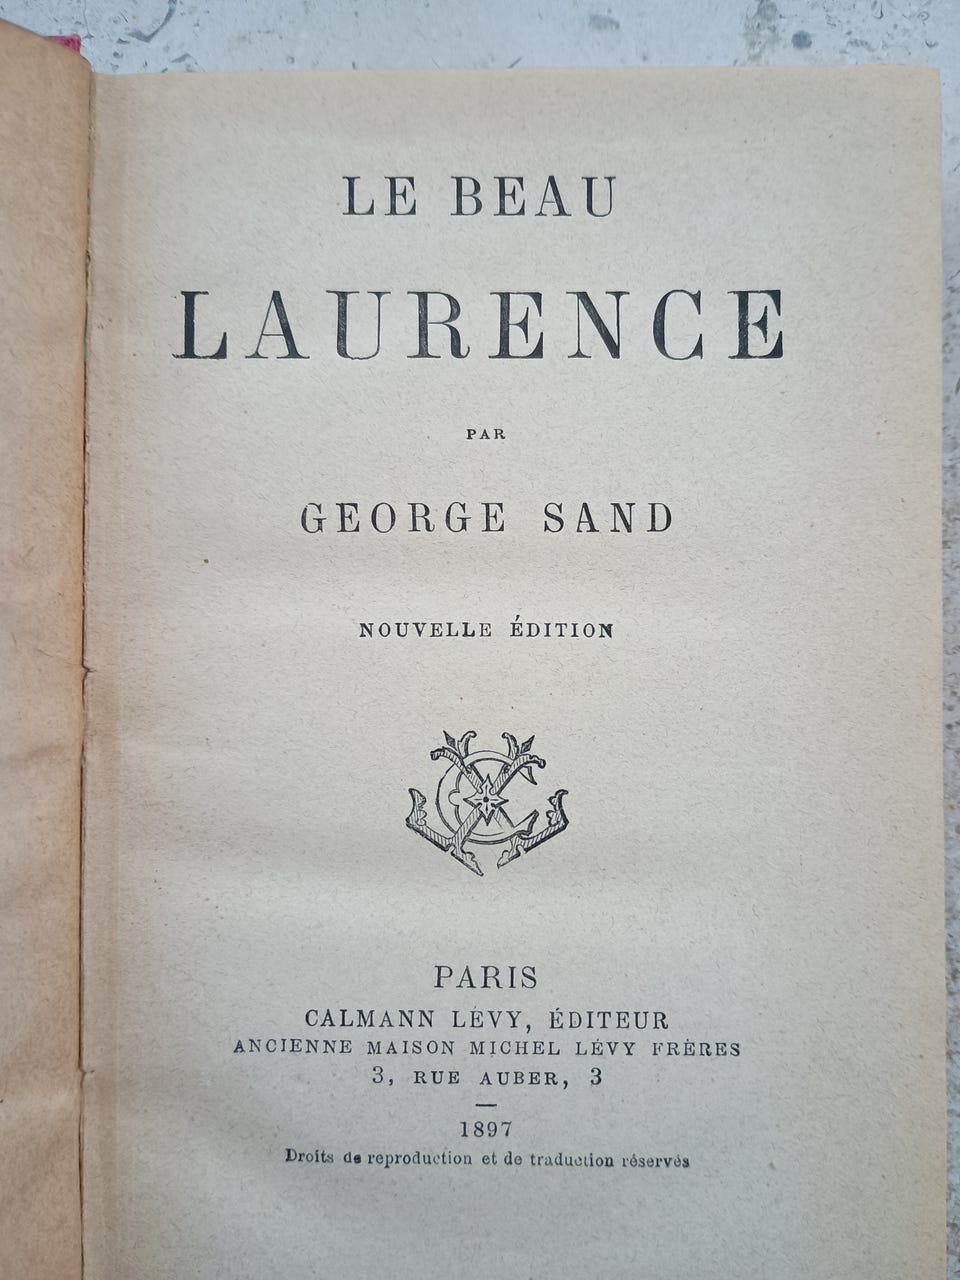 LE BEAU
LAURENCE
PAR
GEORGE SAND
NOUVELLE ÉDITION
PARIS
CALMANN LÉVY, ÉDITEUR
ANCIENNE MAISON MICHEL LÉVY FRÈRES
3, RUE AUBER, 3
1897
Droits de reproduction et de traduction réservés